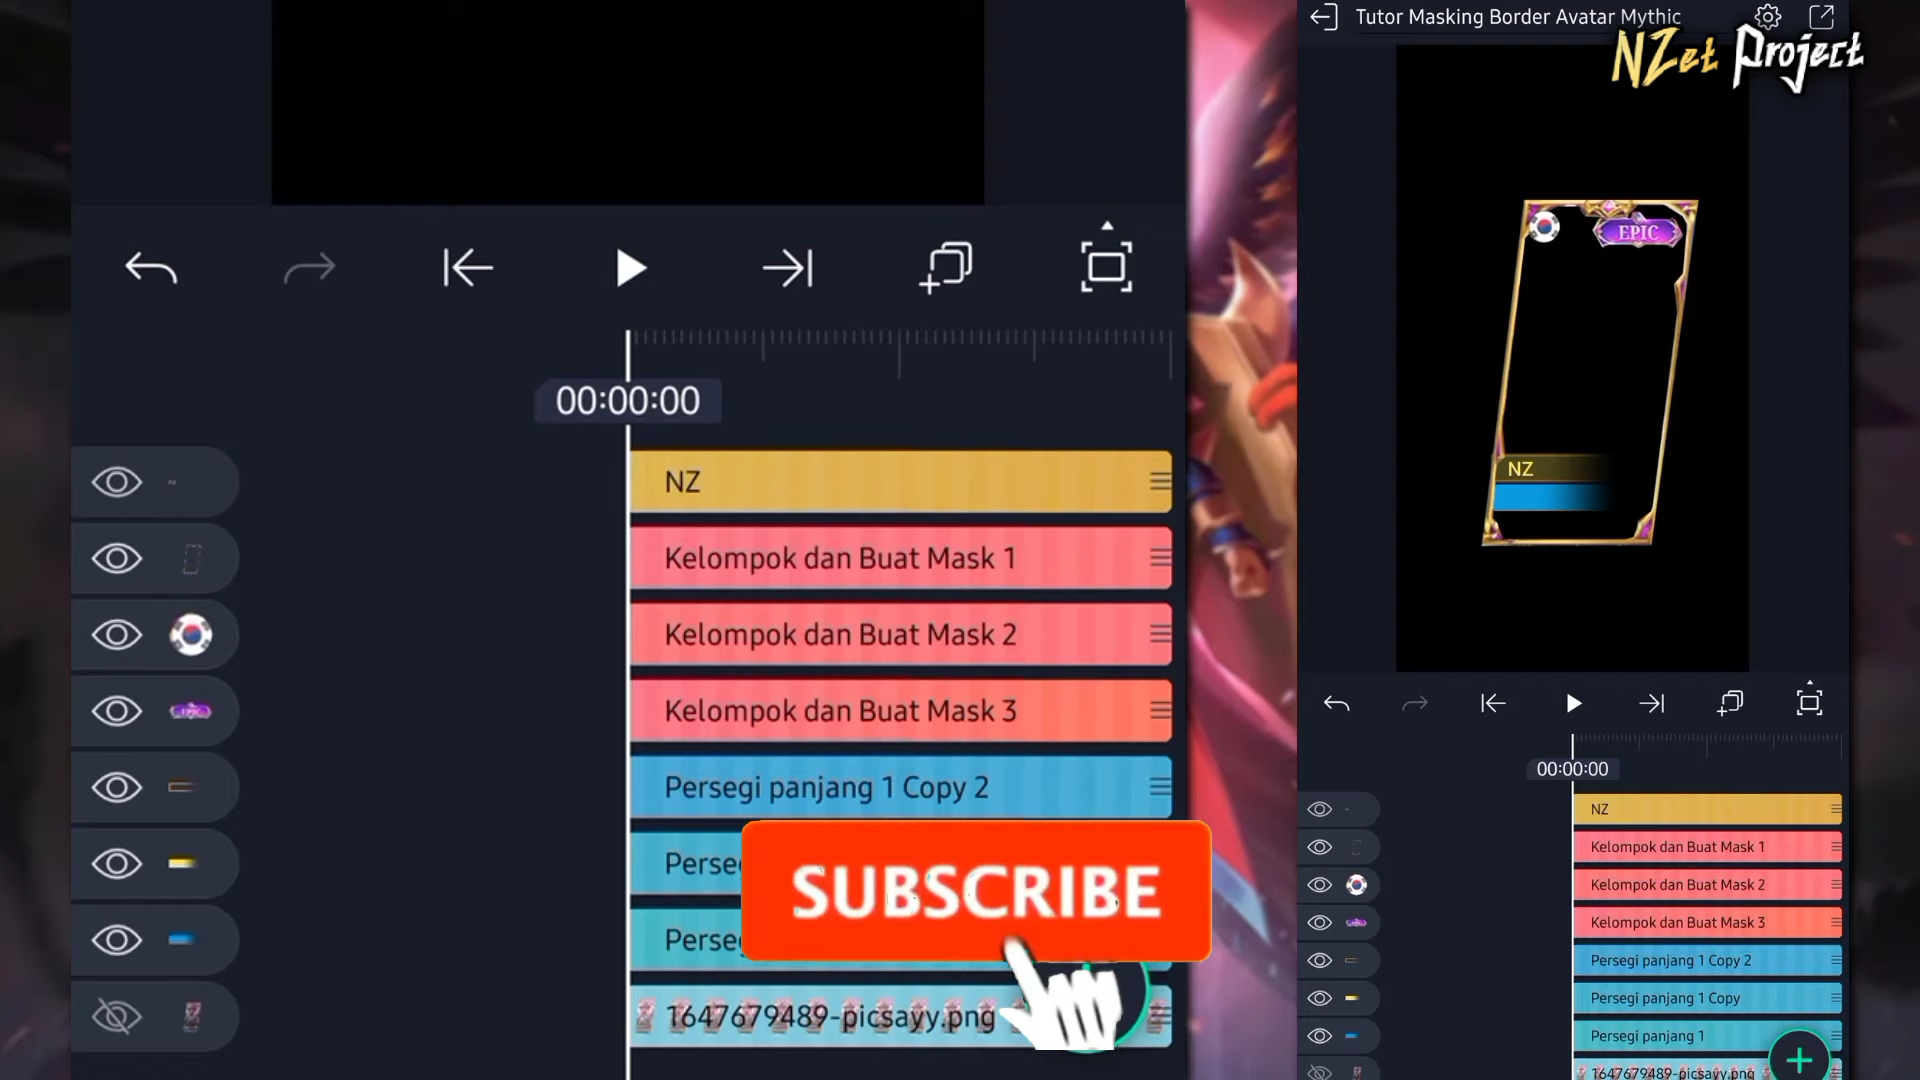 00:00:00
NZ
Kelompok dan Buat Mask 1
Kelompok dan Buat Mask 2
Kelompok dan Buat Mask 3
Persegi panjang 1 Copy 2
Perse
Perse
1647679489-picsayy.png
SUBSCRIBE
EPIC
Tutor Masking Border Avatar Mythic
NZet Project
EPIC
NZ
00:00:00
NZ
Kelompok dan Buat Mask 1
Kelompok dan Buat Mask 2
Kelompok dan Buat Mask 3
Persegi panjang 1 Copy 2
Persegi panjang 1 Copy
Persegi panjang 1
1647679489-picsayy.png